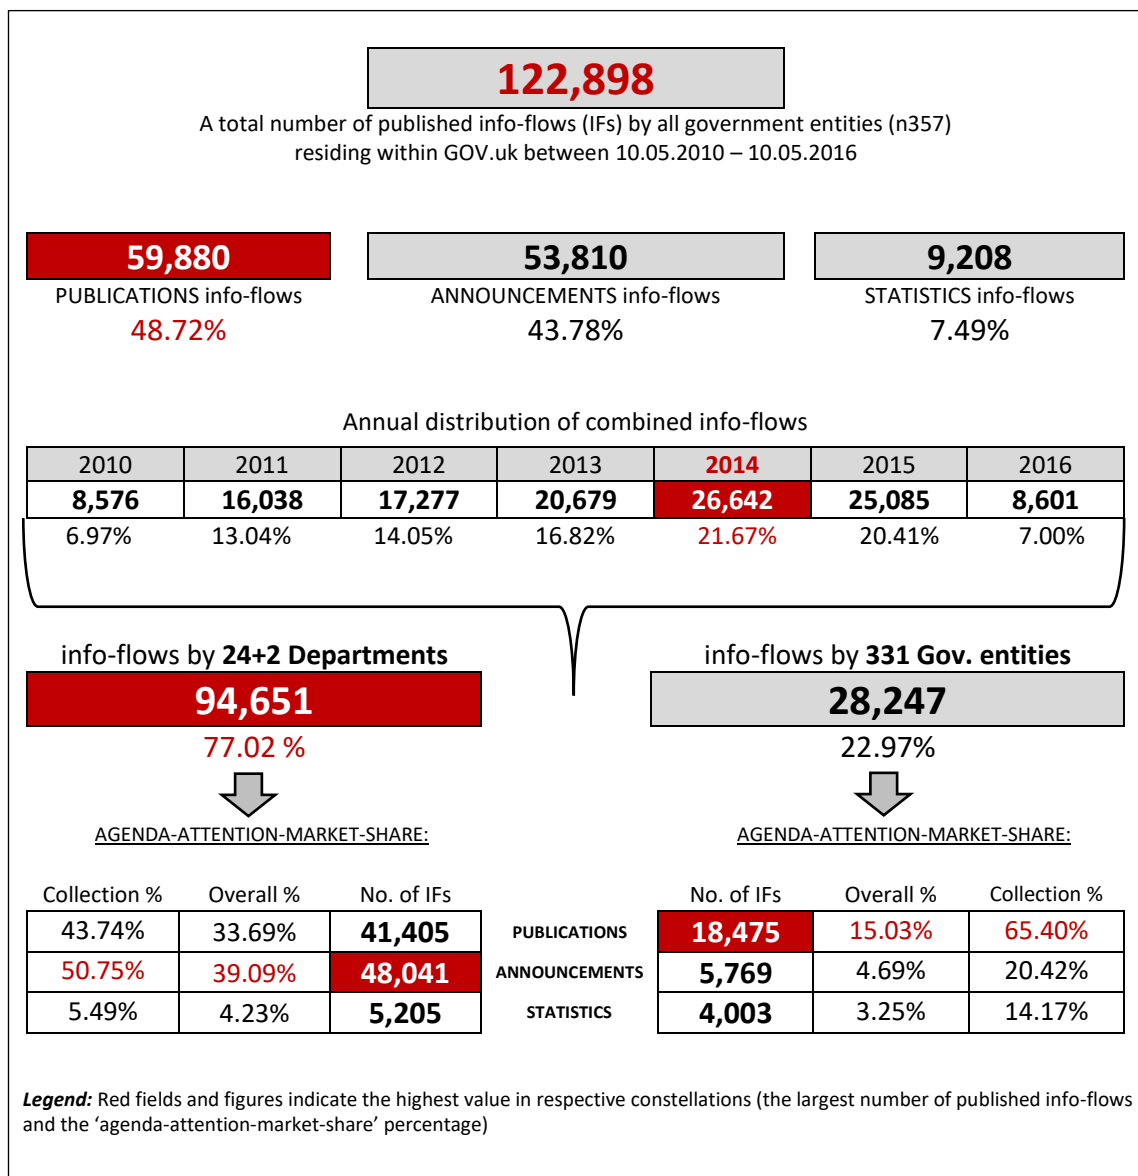 122,898
A total number of published info-flows (IFs) by all government entities (n357)
residing within GOV.uk between 10.05.2010 – 10.05.2016
59,880 53,810 9,208
PUBLICATIONS info-flows ANNOUNCEMENTS info-flows STATISTICS info-flows
48.72% 43.78% 7.49%
Annual distribution of combined info-flows
2010 2011 2012 2013 2014 2015 2016
8,576 16,038 17,277 20,679 26,642 25,085 8,601
6.97% 13.04% 14.05% 16.82% 21.67% 20.41% 7.00%
info-flows by 24+2 Departments info-flows by 331 Gov. entities
94,651 28,247
77.02 % 22.97%
AGENDA-ATTENTION-MARKET-SHARE: AGENDA-ATTENTION-MARKET-SHARE:
Collection % Overall % No. of IFs No. of IFs Overall % Collection %
43.74% 33.69% 41,405 PUBLICATIONS 18,475 15.03% 65.40%
50.75% 39.09% 48,041 ANNOUNCEMENTS 5,769 4.69% 20.42%
5.49% 4.23% 5,205 STATISTICS 4,003 3.25% 14.17%
Legend: Red fields and figures indicate the highest value in respective constellations (the largest number of published info-flows
and the ‘agenda-attention-market-share’ percentage)